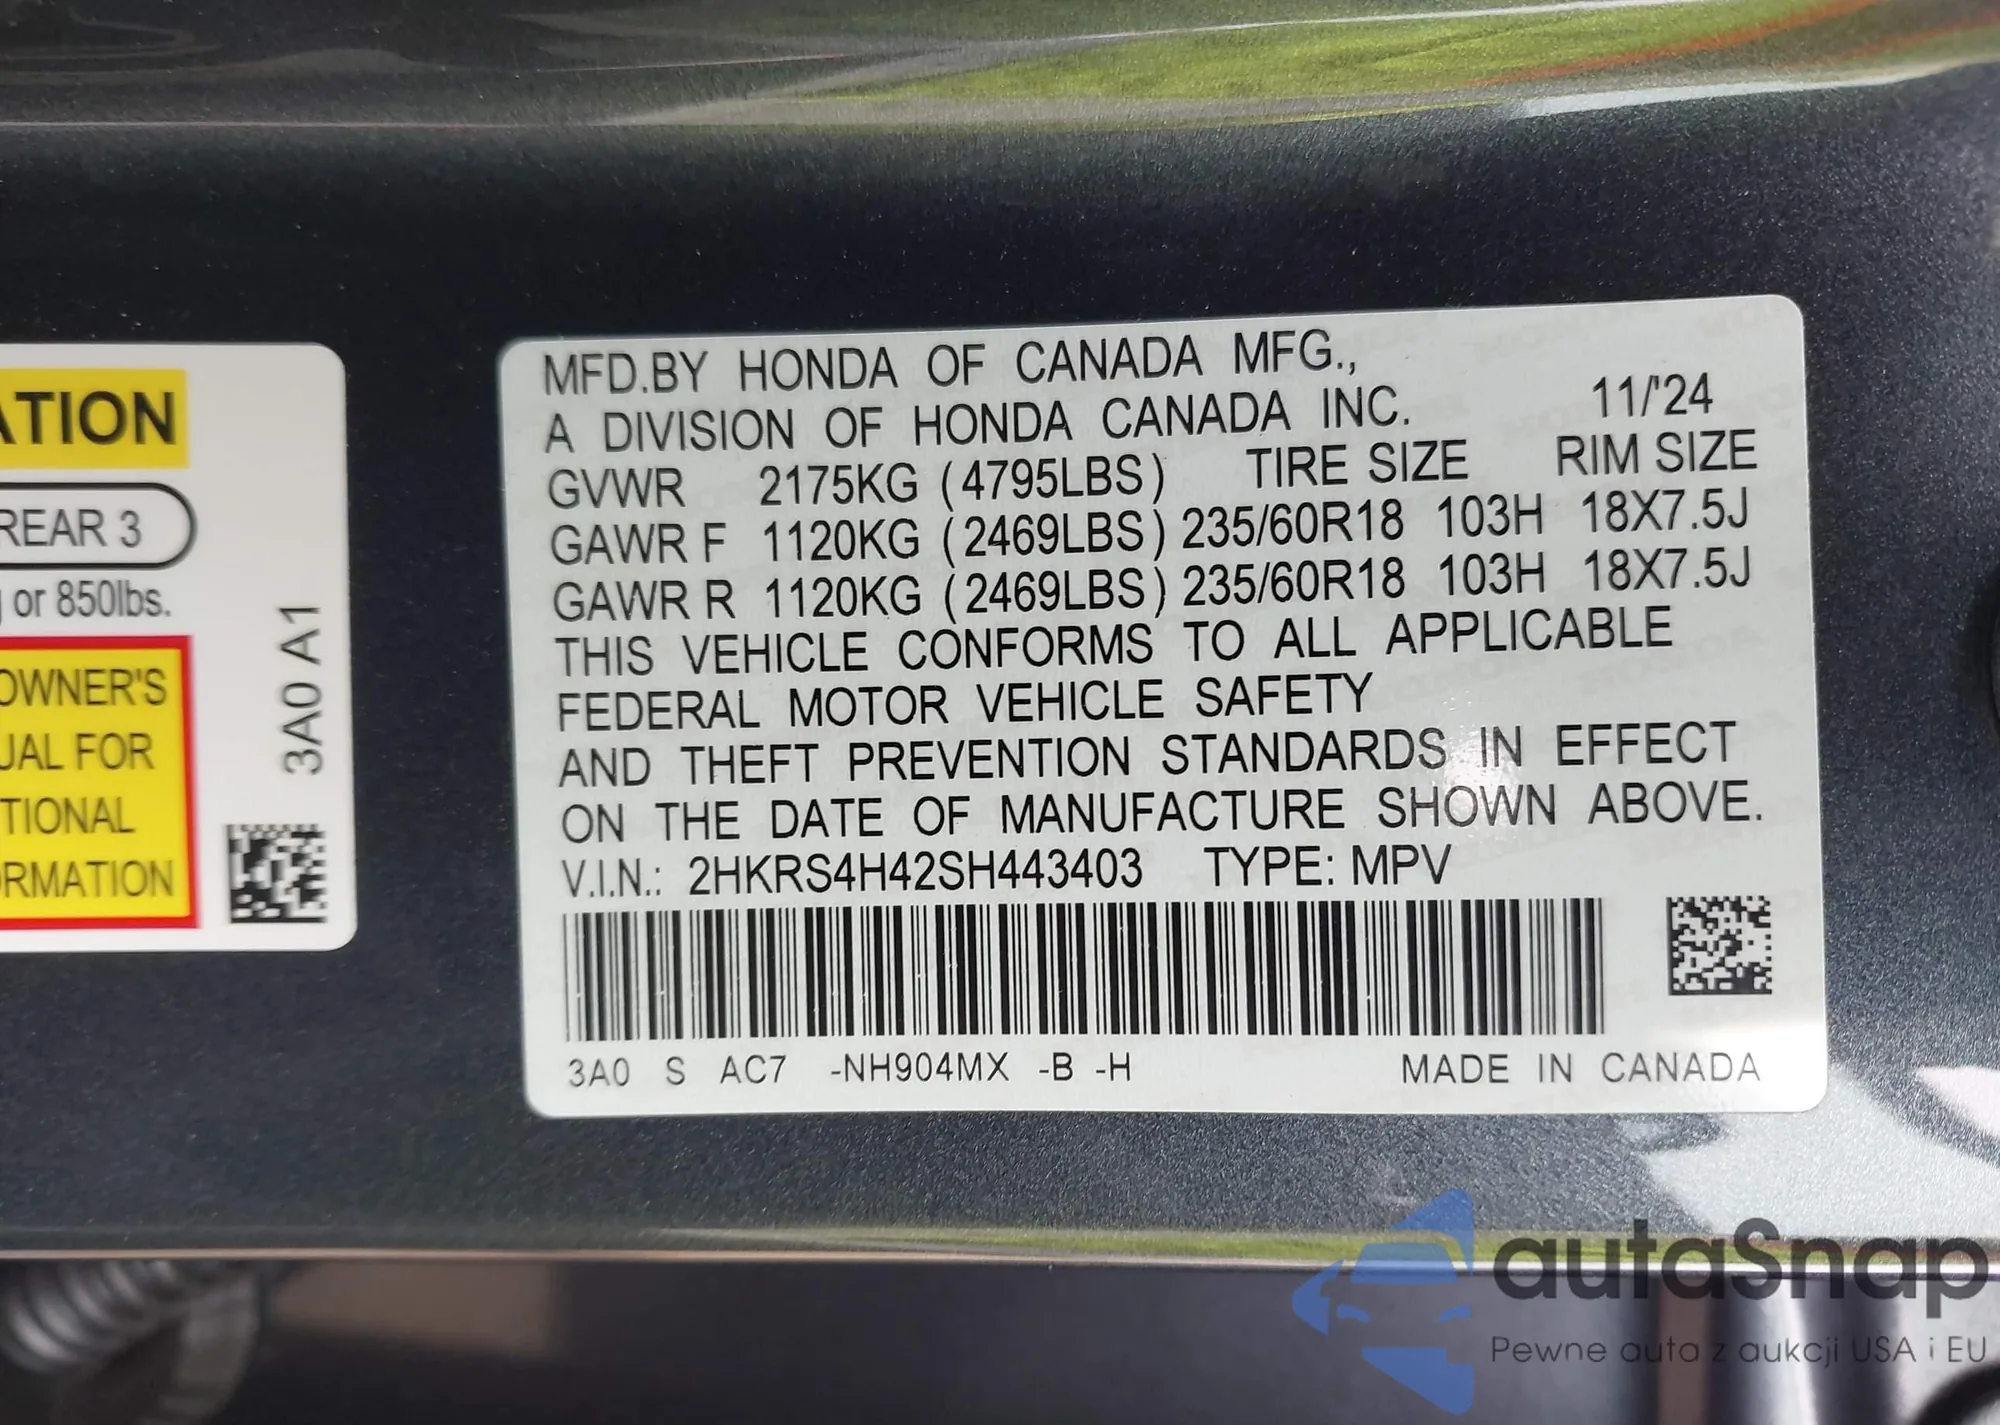 ATION
REAR 3
or 850lbs.
OWNER'S
UAL FOR
TIONAL
ORMATION
3A0 A1
MFD.BY HONDA OF CANADA MFG.,
A DIVISION OF HONDA CANADA INC. 11/'24
GVWR 2175KG (4795LBS) TIRE SIZE RIM SIZE
GAWR F 1120KG (2469LBS) 235/60R18 103H 18X7.5J
GAWR R 1120KG (2469LBS) 235/60R18 103H 18X7.5J
THIS VEHICLE CONFORMS TO ALL APPLICABLE
FEDERAL MOTOR VEHICLE SAFETY
AND THEFT PREVENTION STANDARDS IN EFFECT
ON THE DATE OF MANUFACTURE SHOWN ABOVE.
V.I.N.: 2HKRS4H42SH443403 TYPE: MPV
3A0 S AC7 -NH904MX -B -H MADE IN CANADA
autaSnap
Pewne auta z aukcji USA i EU